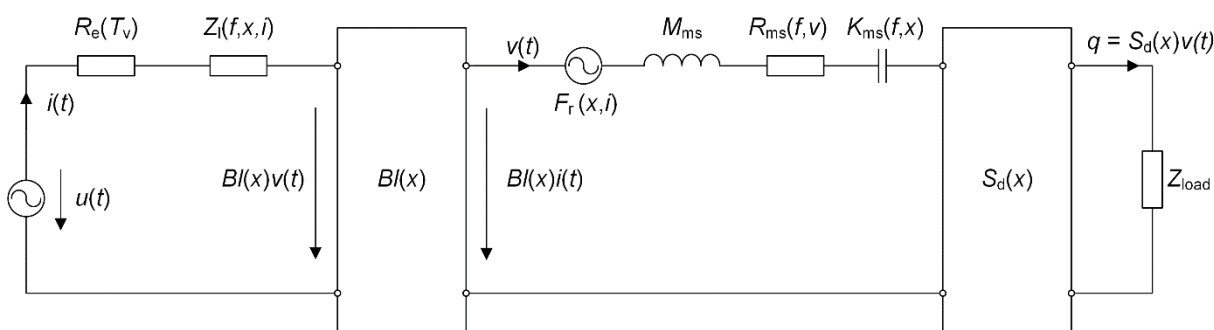 Re(Tv)
Zl(f,x,i)
i(t)
u(t)
Bl(x)v(t)
Bl(x)
Bl(x)i(t)
v(t)
Fr(x,i)
Mms
Rms(f,v)
Kms(f,x)
Sd(x)
q = Sd(x)v(t)
Zload